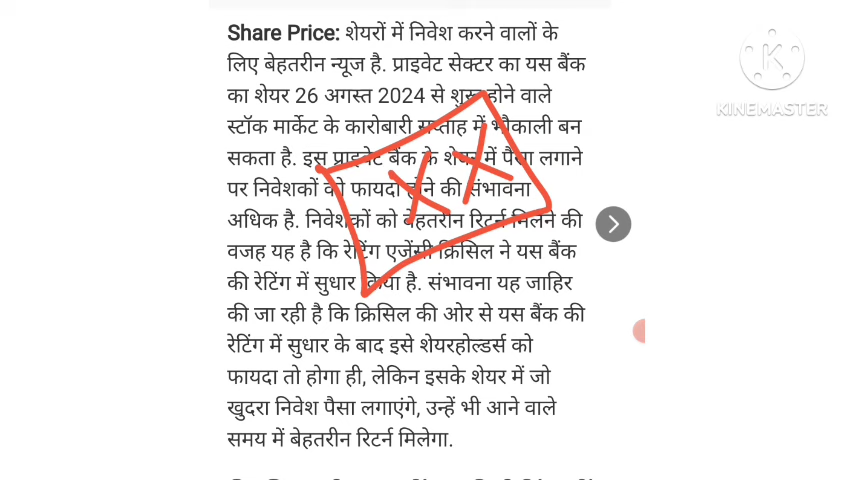 Share Price: शेयरों में निवेश करने वालों के
लिए बेहतरीन न्यूज है. प्राइवेट सेक्टर का यस बैंक
का शेयर 26 अगस्त 2024 से शुरू होने वाले
स्टॉक मार्केट के कारोबारी सप्ताह में भौकाली बन
सकता है. इस प्राइवेट बैंक के शेयर में पैसा लगाने
पर निवेशकों को फायदा होने की संभावना
अधिक है. निवेशकों को बेहतरीन रिटर्न मिलने की
वजह यह है कि रेटिंग एजेंसी क्रिसिल ने यस बैंक
की रेटिंग में सुधार किया है. संभावना यह जाहिर
की जा रही है कि क्रिसिल की ओर से यस बैंक की
रेटिंग में सुधार के बाद इसे शेयरहोल्डर्स को
फायदा तो होगा ही, लेकिन इसके शेयर में जो
खुदरा निवेश पैसा लगाएंगे, उन्हें भी आने वाले
समय में बेहतरीन रिटर्न मिलेगा.
XX
K
KINEMASTER